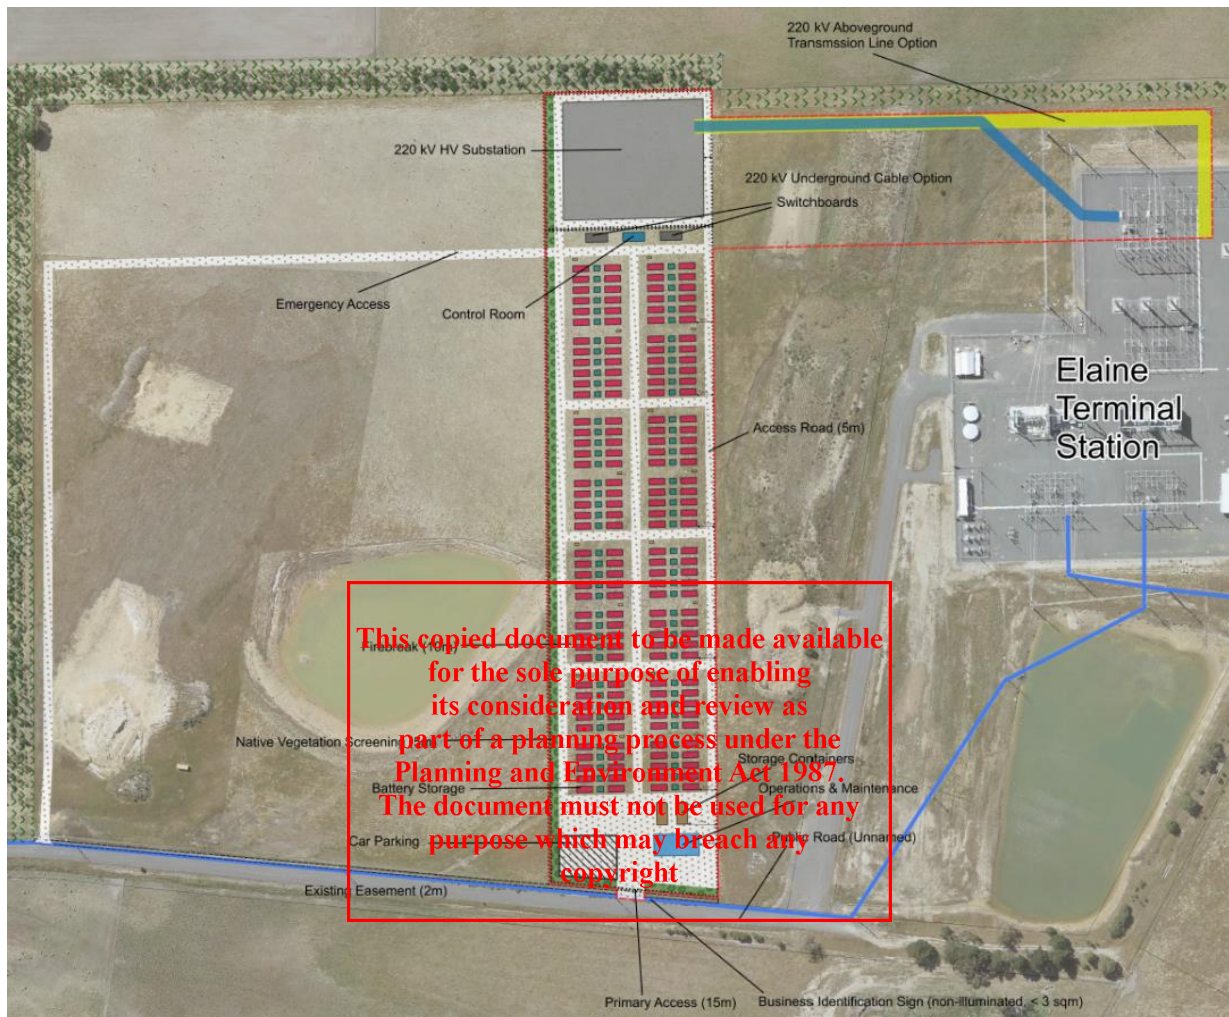 220 kV Aboveground
Transmssion Line Option
220 kV HV Substation
220 kV Underground Cable Option
Switchboards
Emergency Access
Control Room
Elaine
Terminal
Station
Access Road (5m)
This copied document to be made available
for the sole purpose of enabling
its consideration and review as
part of a planning process under the
Planning and Environment Act 1987.
The document must not be used for any
purpose which may breach any
copyright
Firebreak (10m)
Native Vegetation Screening
Storage Containers
Battery Storage
Operations & Maintenance
Car Parking
Public Road (Unnamed)
Existing Easement (2m)
Primary Access (15m)
Business Identification Sign (non-illuminated, < 3 sqm)